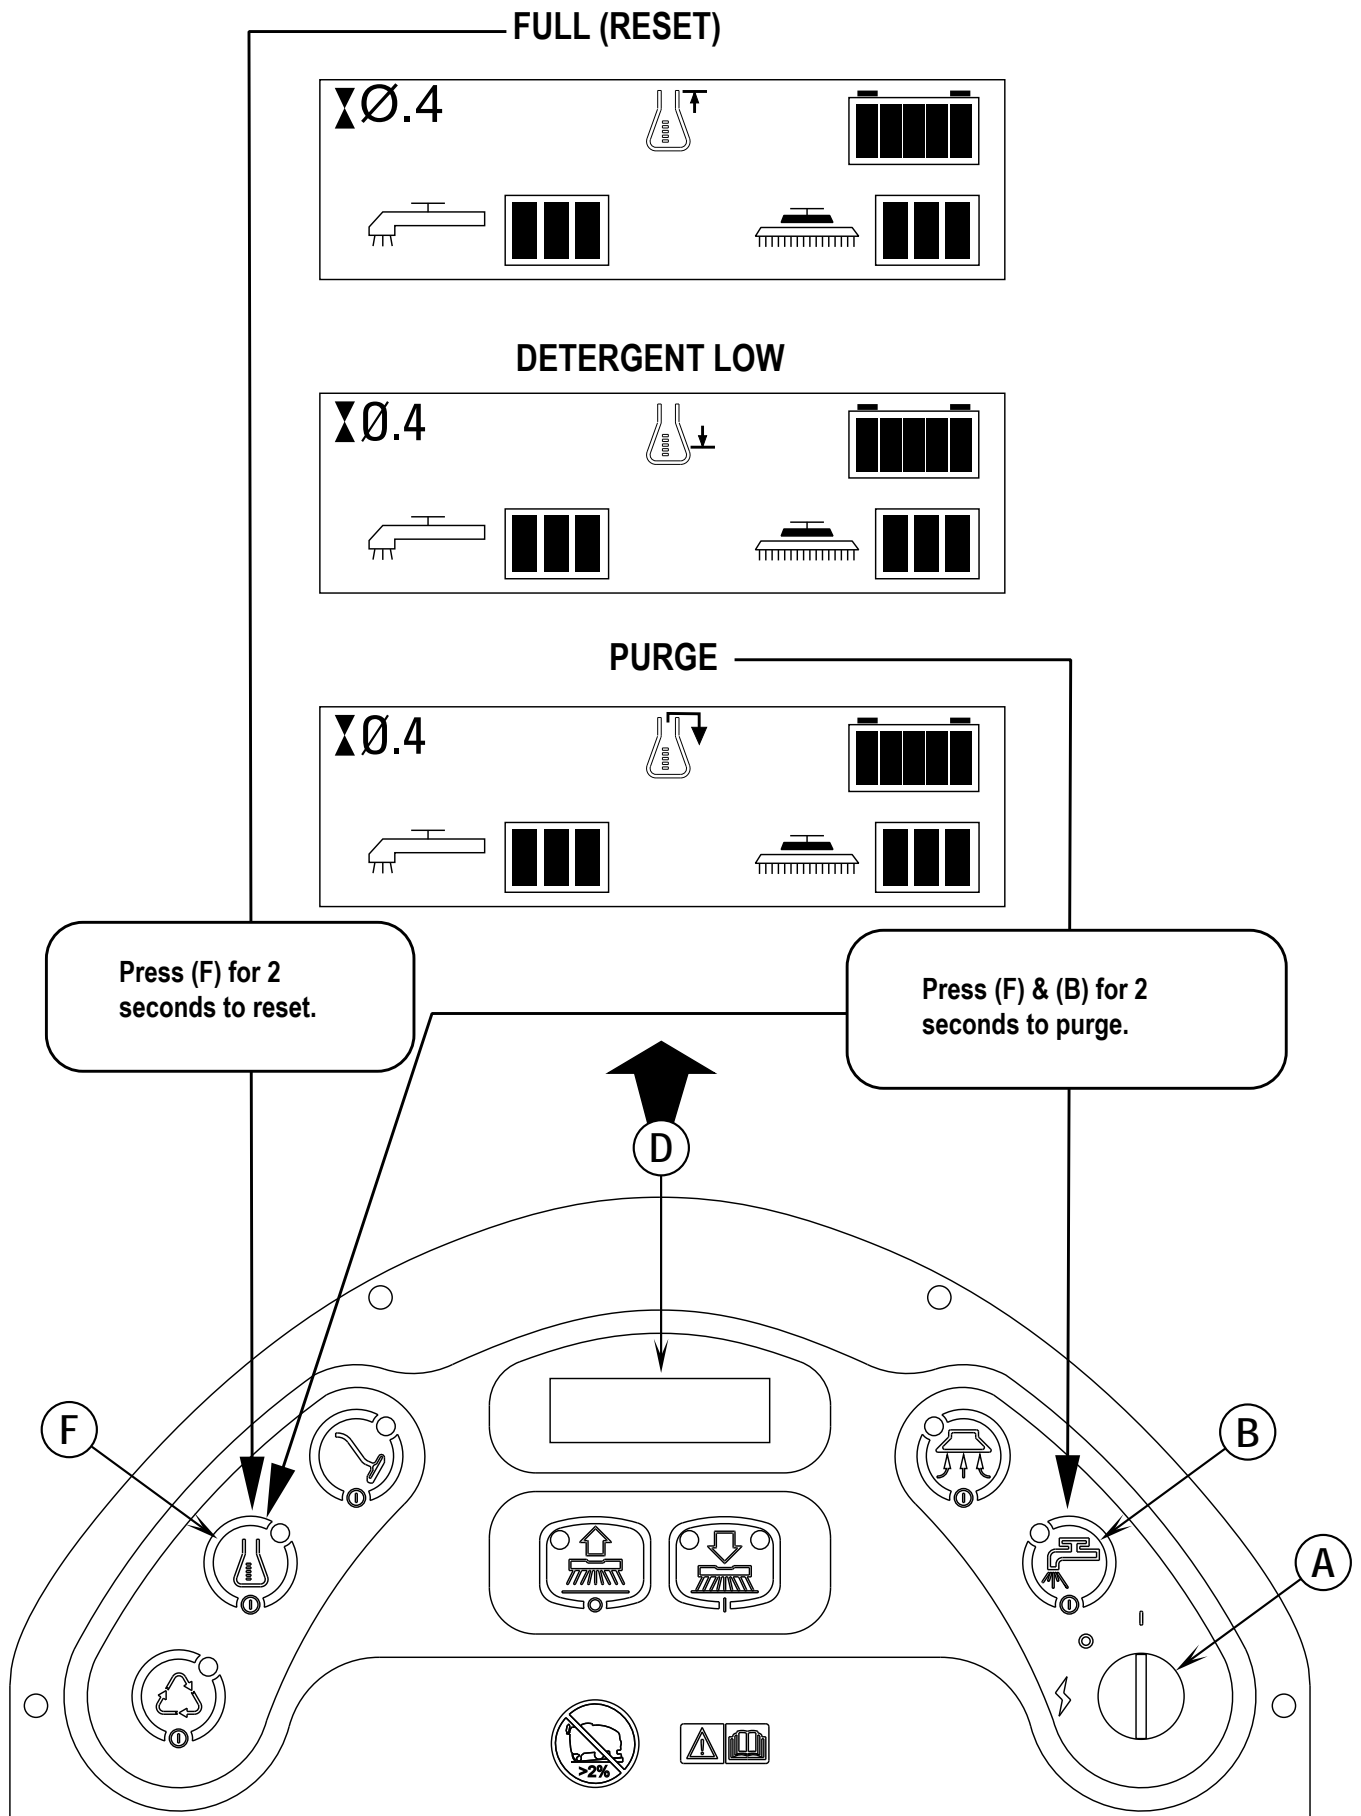 FULL (RESET)
Ø.4
DETERGENT LOW
Ø.4
PURGE
Ø.4
Press (F) for 2
seconds to reset.
Press (F) & (B) for 2
seconds to purge.
D
F
B
A
>2%